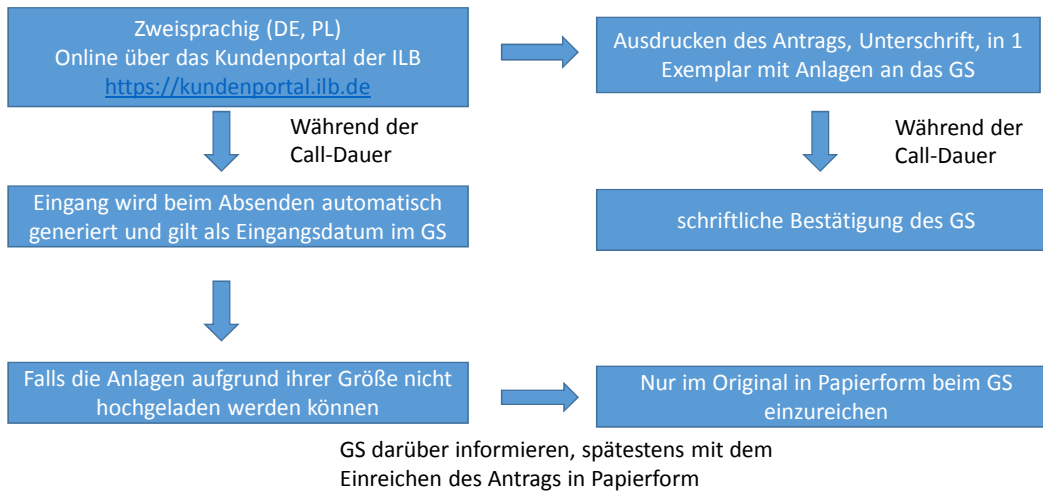 Zweisprachig (DE, PL)
Online über das Kundenportal der ILB
https://kundenportal.ilb.de
Ausdrucken des Antrags, Unterschrift, in 1
Exemplar mit Anlagen an das GS
Während der
Call-Dauer
Während der
Call-Dauer
Eingang wird beim Absenden automatisch
generiert und gilt als Eingangsdatum im GS
schriftliche Bestätigung des GS
Falls die Anlagen aufgrund ihrer Größe nicht
hochgeladen werden können
Nur im Original in Papierform beim GS
einzureichen
GS darüber informieren, spätestens mit dem
Einreichen des Antrags in Papierform